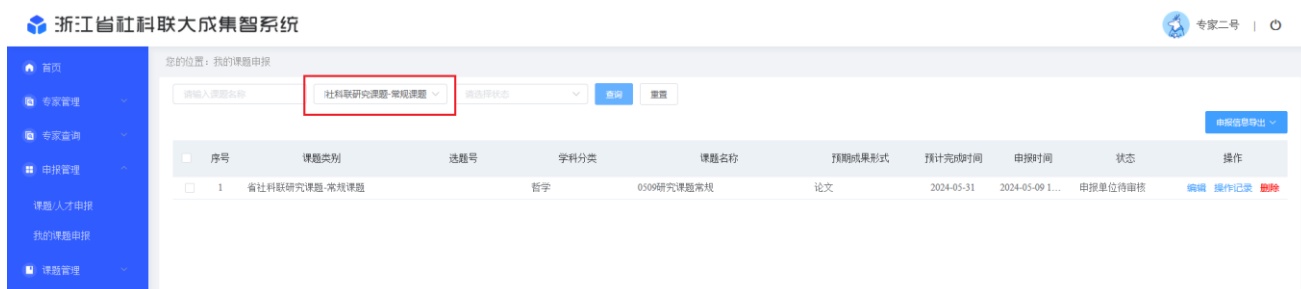 浙江省社科联大成集智系统
专家二号 |
首页
专家管理
专家查询
申报管理
课题/人才申报
我的课题申报
课题管理
您的位置：我的课题申报
请输入课题名称 社科联研究课题-常规课题 请选择状态 查询 重置
申报信息导出
序号 课题类别 选题号 学科分类 课题名称 预期成果形式 预计完成时间 申报时间 状态 操作
1 省社科联研究课题-常规课题 哲学 0509研究课题常规 论文 2024-05-31 2024-05-09 1... 申报单位待审核 编辑 操作记录 删除